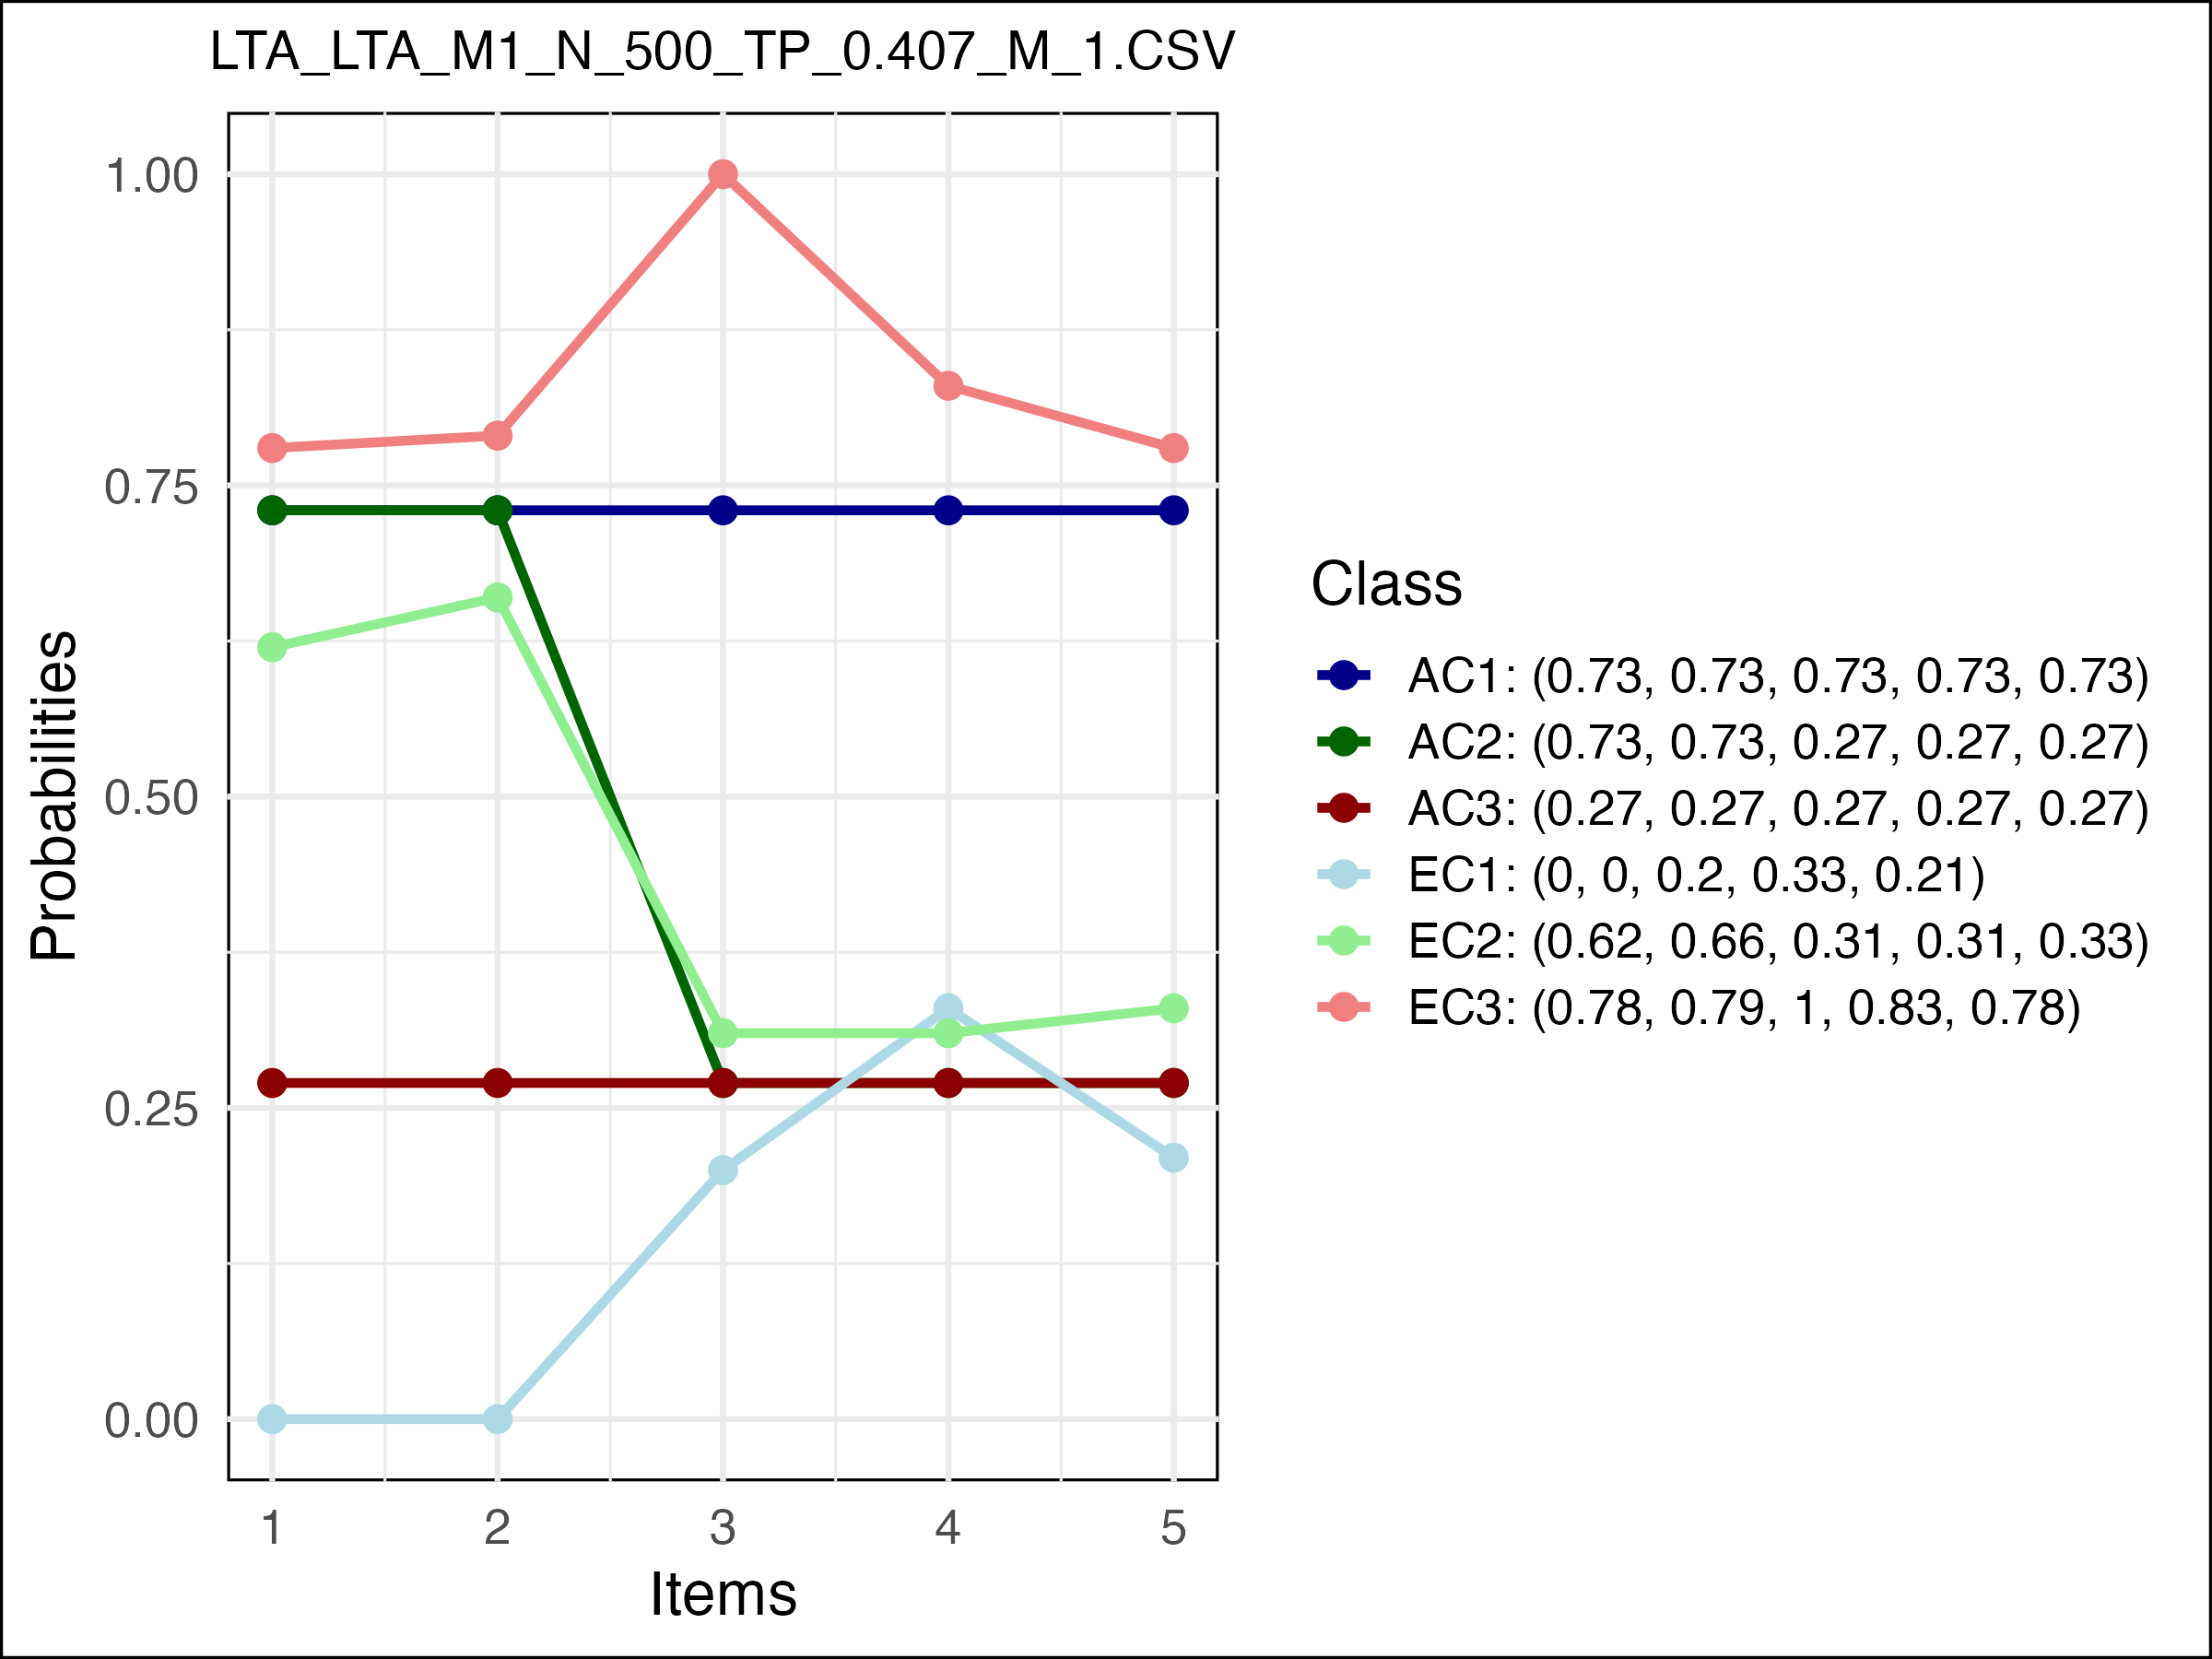 LTA_LTA_M1_N_500_TP_0.407_M_1.CSV
1.00
0.75
0.50
0.25
0.00
Probabilities
1 2 3 4 5
Items
Class
AC1: (0.73, 0.73, 0.73, 0.73, 0.73)
AC2: (0.73, 0.73, 0.27, 0.27, 0.27)
AC3: (0.27, 0.27, 0.27, 0.27, 0.27)
EC1: (0, 0, 0.2, 0.33, 0.21)
EC2: (0.62, 0.66, 0.31, 0.31, 0.33)
EC3: (0.78, 0.79, 1, 0.83, 0.78)